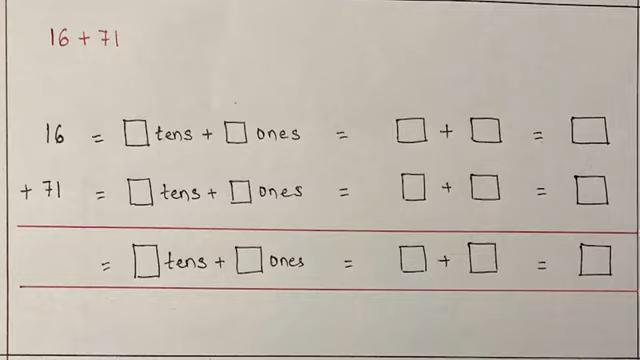 16 + 71
16 = □ tens + □ ones = □ + □ = □
+ 71 = □ tens + □ ones = □ + □ = □
= □ tens + □ ones = □ + □ = □